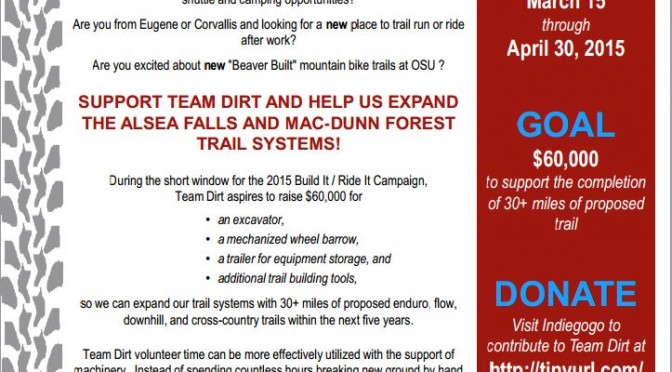 shuttle and camping opportunities?
Are you from Eugene or Corvallis and looking for a new place to trail run or ride
after work?
Are you excited about new "Beaver Built" mountain bike trails at OSU ?
SUPPORT TEAM DIRT AND HELP US EXPAND
THE ALSEA FALLS AND MAC-DUNN FOREST
TRAIL SYSTEMS!
During the short window for the 2015 Build It / Ride It Campaign,
Team Dirt aspires to raise $60,000 for
• an excavator,
• a mechanized wheel barrow,
• a trailer for equipment storage, and
• additional trail building tools,
so we can expand our trail systems with 30+ miles of proposed enduro, flow,
downhill, and cross-country trails within the next five years.
Team Dirt volunteer time can be more effectively utilized with the support of
machinery. Instead of spending countless hours breaking new ground by hand
March 15
through
April 30, 2015
GOAL
$60,000
to support the completion
of 30+ miles of proposed
trail
DONATE
Visit Indiegogo to
contribute to Team Dirt at
http://tinyurl.com/